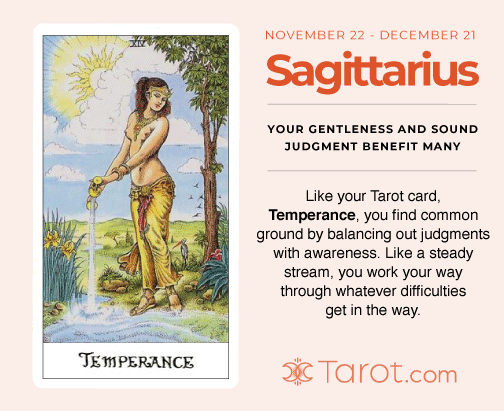 XIV
TEMPERANCE
NOVEMBER 22 - DECEMBER 21
Sagittarius
YOUR GENTLENESS AND SOUND
JUDGMENT BENEFIT MANY
Like your Tarot card,
Temperance, you find common
ground by balancing out judgments
with awareness. Like a steady
stream, you work your way
through whatever difficulties
get in the way.
Tarot.com